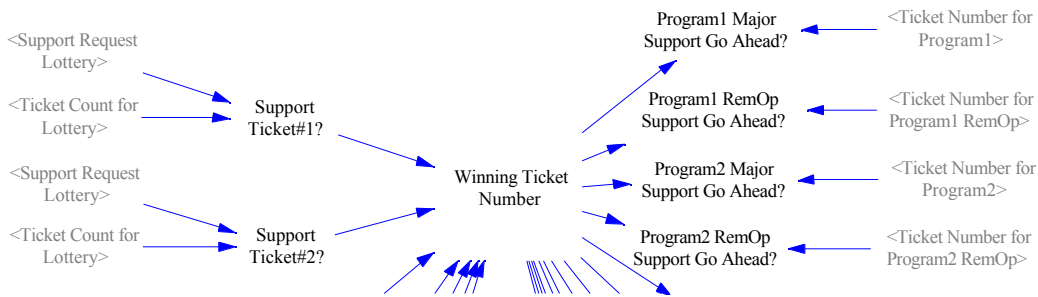 <Support Request
Lottery>
<Ticket Count for
Lottery>
Support
Ticket#1?
<Support Request
Lottery>
<Ticket Count for
Lottery>
Support
Ticket#2?
Winning Ticket
Number
Program1 Major
Support Go Ahead?
<Ticket Number for
Program1>
Program1 RemOp
Support Go Ahead?
<Ticket Number for
Program1 RemOp>
Program2 Major
Support Go Ahead?
<Ticket Number for
Program2>
Program2 RemOp
Support Go Ahead?
<Ticket Number for
Program2 RemOp>